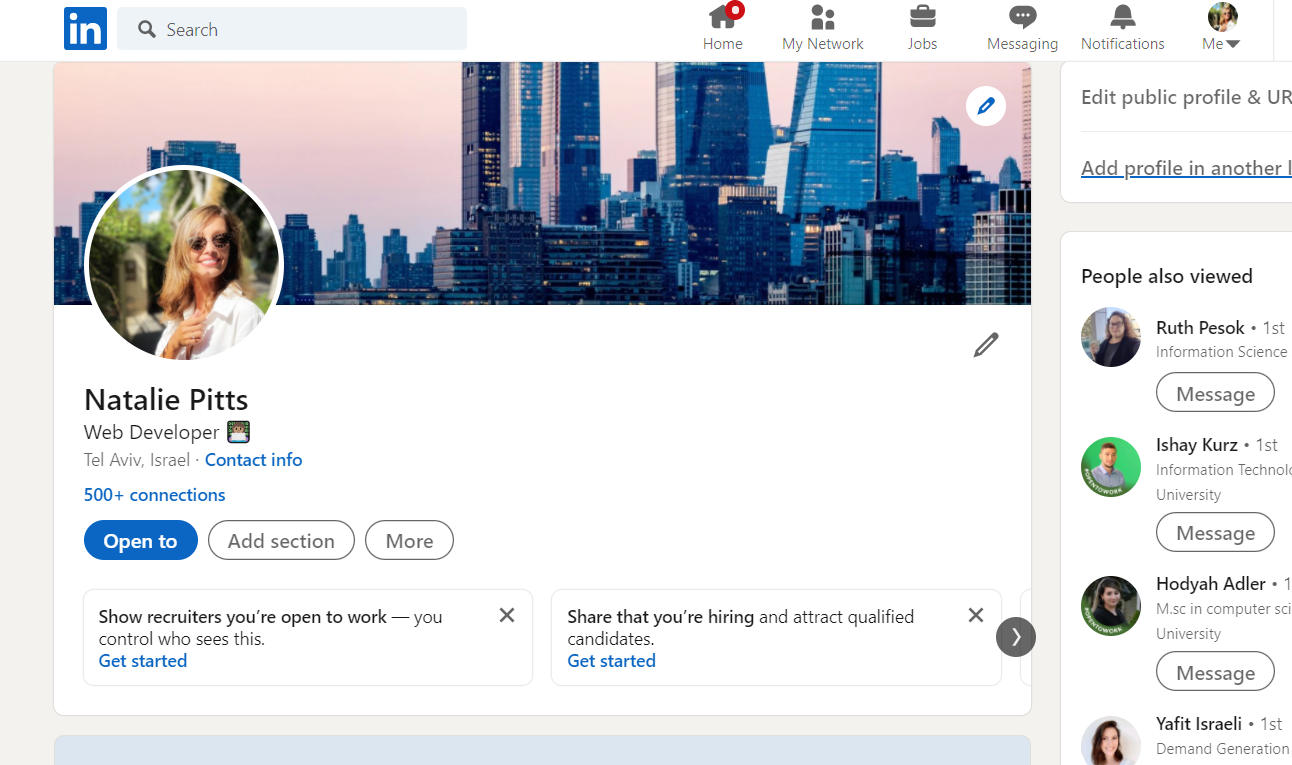 in
Search
Home
My Network
Jobs
Messaging
Notifications
Me
Natalie Pitts
Web Developer
Tel Aviv, Israel · Contact info
500+ connections
Open to
Add section
More
Show recruiters you’re open to work — you
control who sees this.
Get started
Share that you’re hiring and attract qualified
candidates.
Get started
Edit public profile & UR
Add profile in another l
People also viewed
Ruth Pesok • 1st
Information Science
Message
Ishay Kurz • 1st
Information Technolo
University
#OPENTOWORK
Message
Hodyah Adler • 1
M.sc in computer sci
University
#OPENTOWORK
Message
Yafit Israeli • 1st
Demand Generation